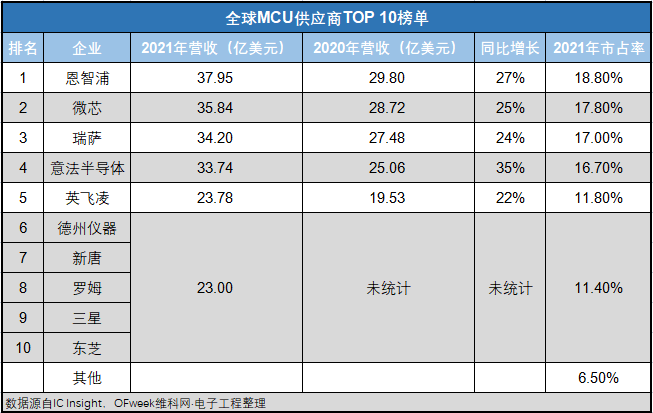 全球MCU供应商TOP 10榜单
排名 企业 2021年营收（亿美元） 2020年营收（亿美元） 同比增长 2021年市占率
1 恩智浦 37.95 29.80 27% 18.80%
2 微芯 35.84 28.72 25% 17.80%
3 瑞萨 34.20 27.48 24% 17.00%
4 意法半导体 33.74 25.06 35% 16.70%
5 英飞凌 23.78 19.53 22% 11.80%
6 德州仪器
7 新唐
8 罗姆 23.00 未统计 未统计 11.40%
9 三星
10 东芝
其他 6.50%
数据源自IC Insight、OFweek维科网·电子工程整理